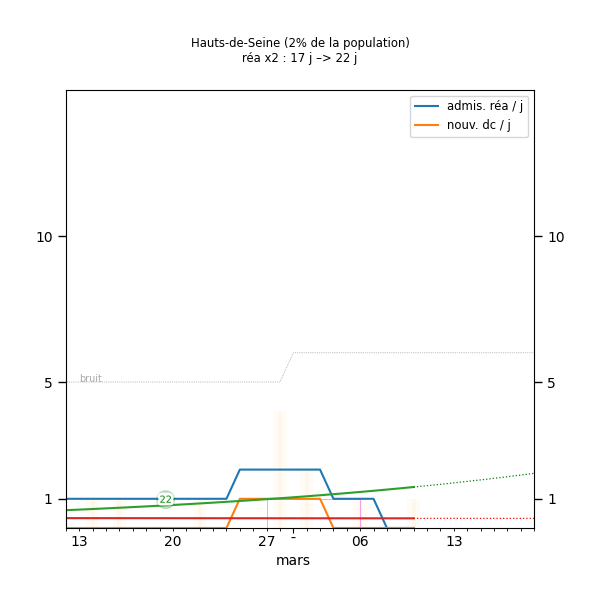 Hauts-de-Seine (2% de la population)
réa x2 : 17 j –> 22 j
admis. réa / j
nouv. dc / j
10 10
bruit
5 5
22
1 1
13 20 27 - 06 13
mars